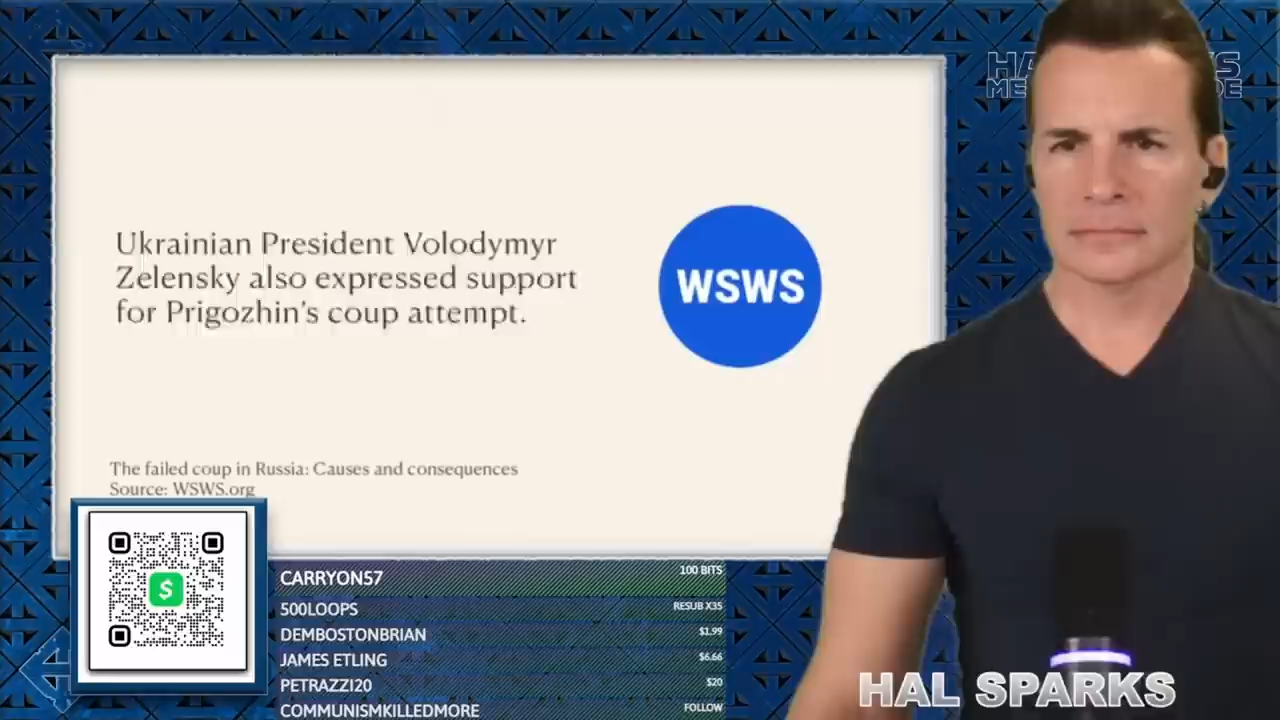 Ukrainian President Volodymyr
Zelensky also expressed support
for Prigozhin's coup attempt.
WSWS
The failed coup in Russia: Causes and consequences
Source: WSWS.org
$
CARRYON57 100 BITS
500LOOPS RESUB X35
DEMBOSTONBRIAN $1.99
JAMES ETLING $6.66
PETRAZZI20 $20
COMMUNISMKILLEDMORE FOLLOW
HAL SPARKS